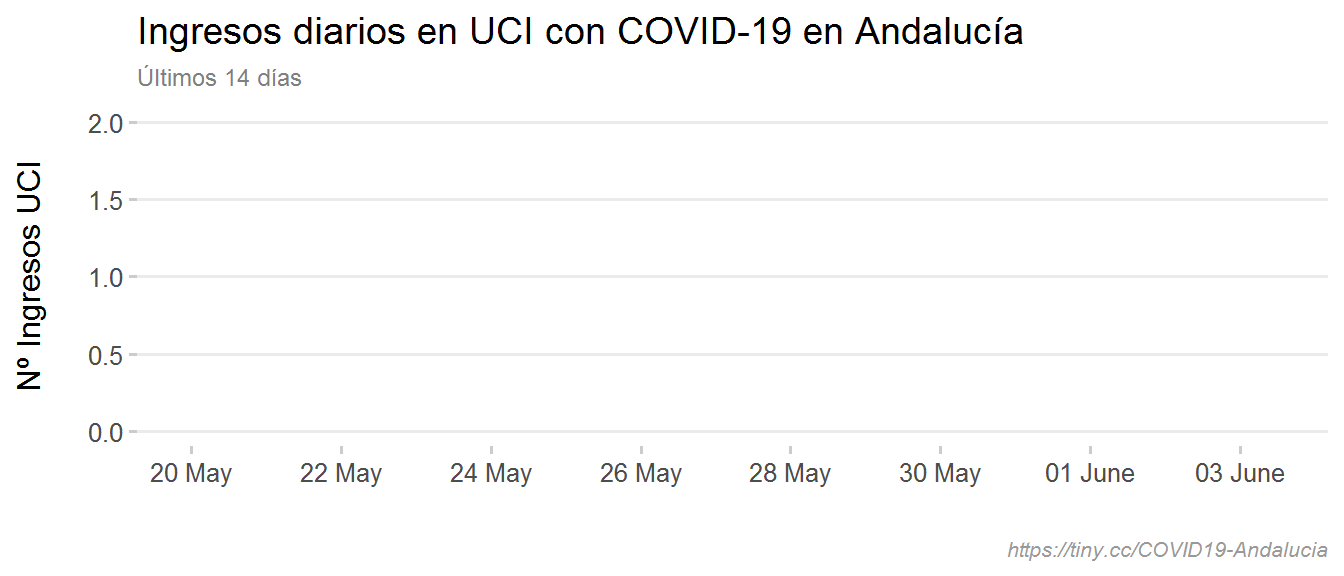 Ingresos diarios en UCI con COVID-19 en Andalucía
Últimos 14 días
Nº Ingresos UCI
2.0
1.5
1.0
0.5
0.0
20 May 22 May 24 May 26 May 28 May 30 May 01 June 03 June
https://tiny.cc/COVID19-Andalucia